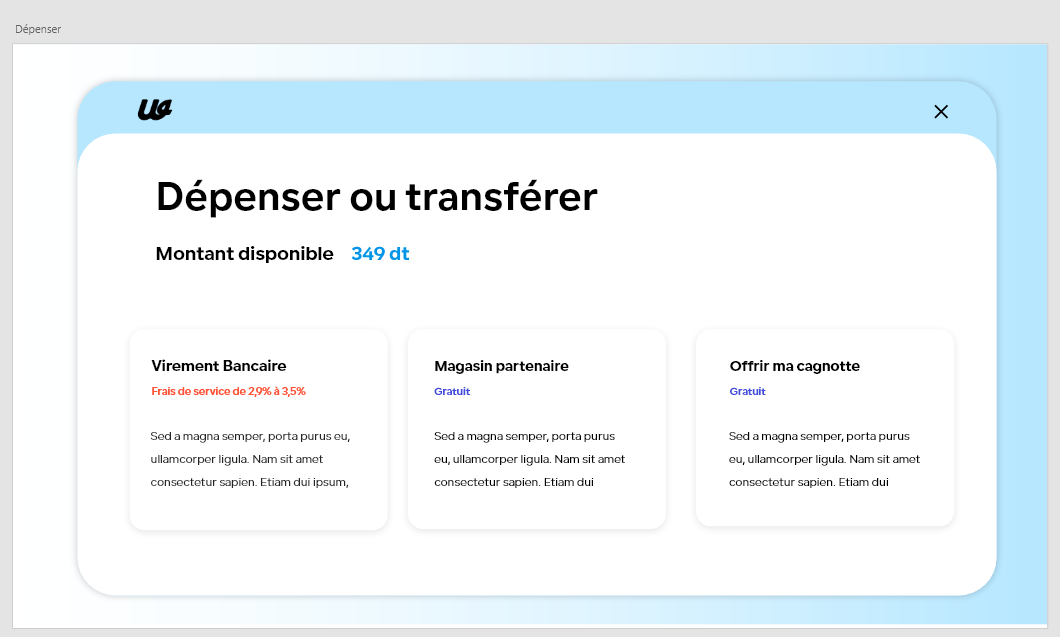 Dépenser
Dépenser ou transférer
Montant disponible 349 dt
Virement Bancaire
Frais de service de 2,9% à 3,5%
Sed a magna semper, porta purus eu,
ullamcorper ligula. Nam sit amet
consectetur sapien. Etiam dui ipsum,
Magasin partenaire
Gratuit
Sed a magna semper, porta purus
eu, ullamcorper ligula. Nam sit amet
consectetur sapien. Etiam dui
Offrir ma cagnotte
Gratuit
Sed a magna semper, porta purus
eu, ullamcorper ligula. Nam sit amet
consectetur sapien. Etiam dui